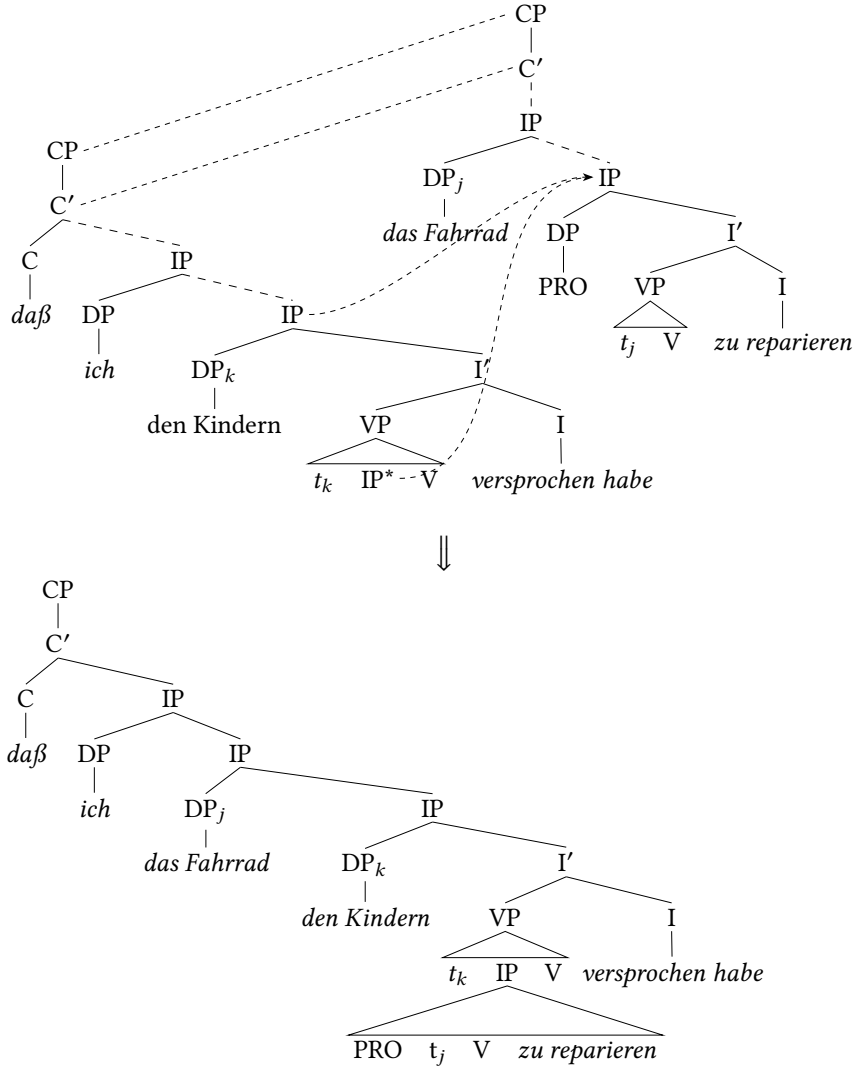 CP
C′
IP
CP
DPj IP
C′
das Fahrrad DP I′
C IP
PRO VP I
daß DP IP
tj V zu reparieren
ich DPk I′
den Kindern VP I
tk IP* V versprochen habe
⇓
CP
C′
C IP
daß DP IP
ich DPj IP
das Fahrrad DPk I′
den Kindern VP I
tk IP V versprochen habe
PRO tj V zu reparieren